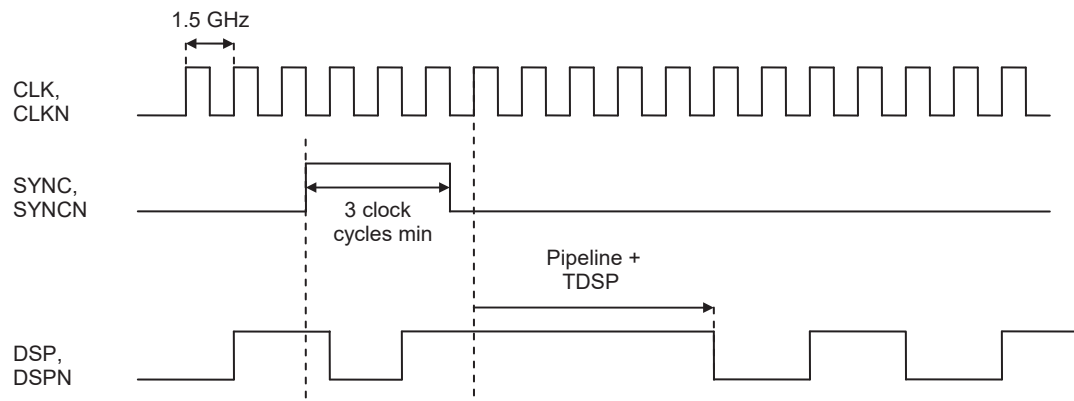 1.5 GHz
CLK,
CLKN
SYNC,
SYNCN
3 clock
cycles min
Pipeline +
TDSP
DSP,
DSPN